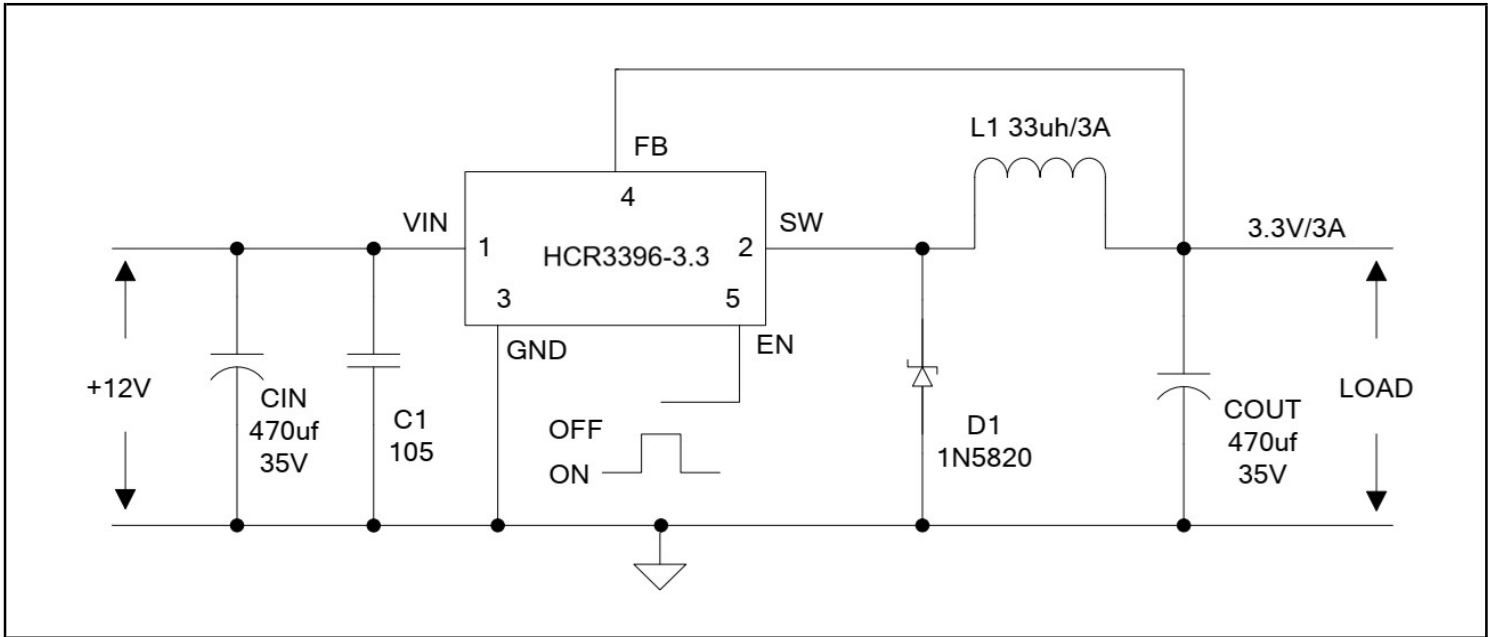 L1 33uh/3A
FB
4
VIN
SW
3.3V/3A
1
HCR3396-3.3
2
3
5
GND
EN
+12V
CIN
470uf
35V
C1
105
OFF
ON
D1
1N5820
COUT
470uf
35V
LOAD